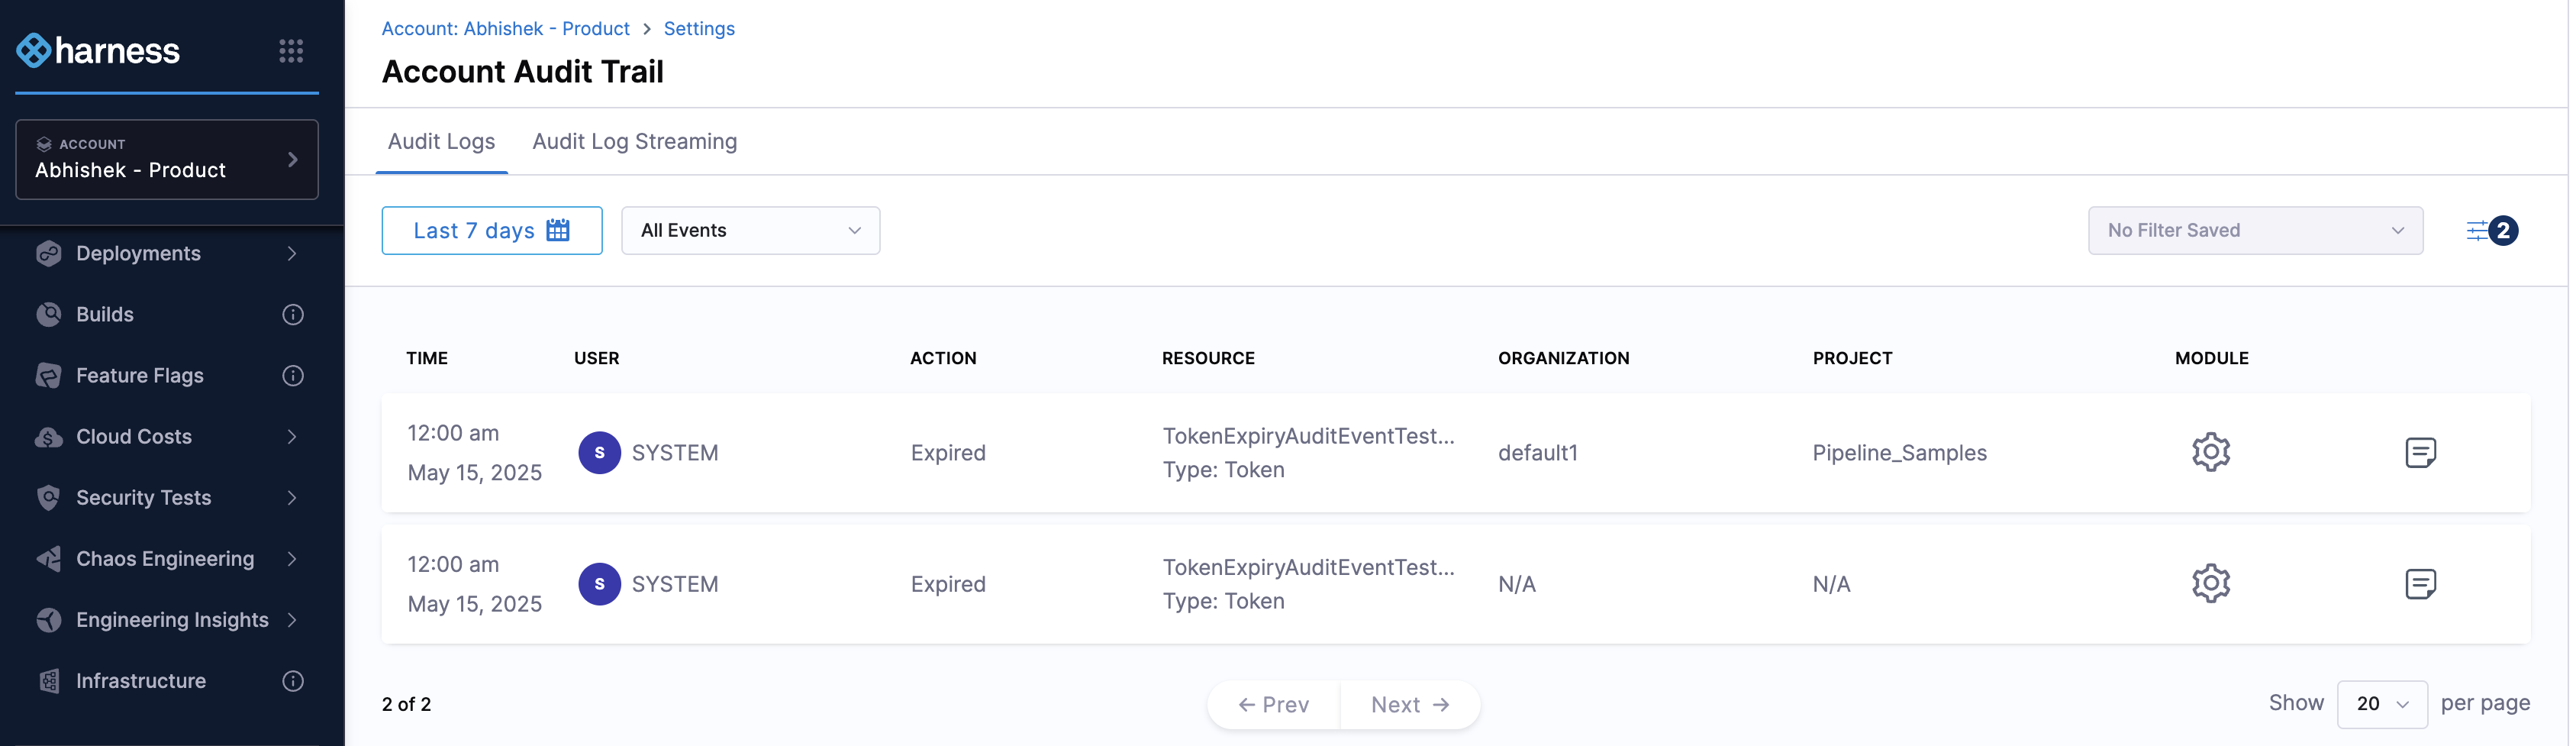 harness
ACCOUNT
Abhishek - Product
Deployments
Builds
Feature Flags
Cloud Costs
Security Tests
Chaos Engineering
Engineering Insights
Infrastructure
Account: Abhishek - Product > Settings
Account Audit Trail
Audit Logs Audit Log Streaming
Last 7 days All Events No Filter Saved 2
TIME USER ACTION RESOURCE ORGANIZATION PROJECT MODULE
12:00 am
May 15, 2025
S SYSTEM
Expired
TokenExpiryAuditEventTest...
Type: Token
default1
Pipeline_Samples
12:00 am
May 15, 2025
S SYSTEM
Expired
TokenExpiryAuditEventTest...
Type: Token
N/A
N/A
2 of 2 ← Prev Next → Show 20 per page